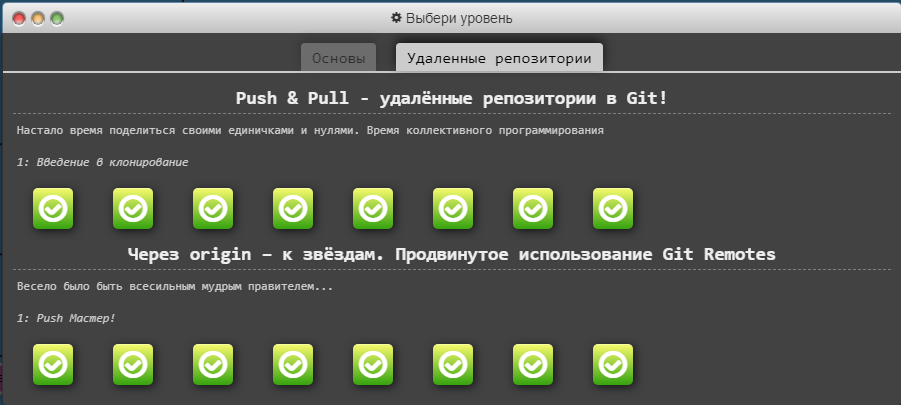 Выбери уровень
Основы
Удаленные репозитории
Push & Pull - удалённые репозитории в Git!
Настало время поделиться своими единичками и нулями. Время коллективного программирования
1: Введение в клонирование
Через origin – к звёздам. Продвинутое использование Git Remotes
Весело было быть всесильным мудрым правителем...
1: Push Мастер!